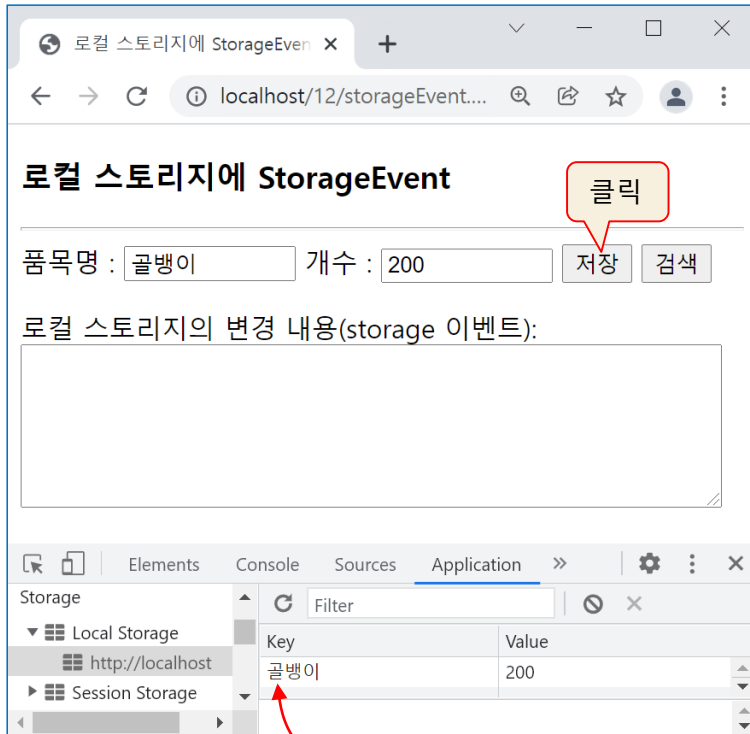 로컬 스토리지에 StorageEven
localhost/12/storageEvent....
로컬 스토리지에 StorageEvent
클릭
품목명 : 골뱅이 개수 : 200 저장 검색
로컬 스토리지의 변경 내용(storage 이벤트):
Elements Console Sources Application »
Storage
Filter
Local Storage
Key Value
http://localhost
골뱅이 200
Session Storage